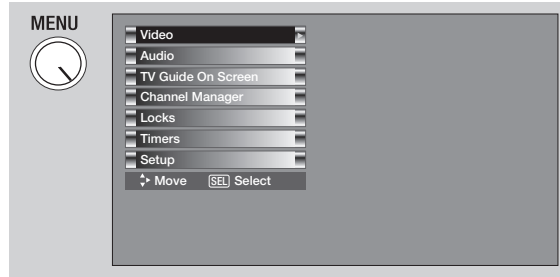 MENU
Video
Audio
TV Guide On Screen
Channel Manager
Locks
Timers
Setup
Move SEL Select